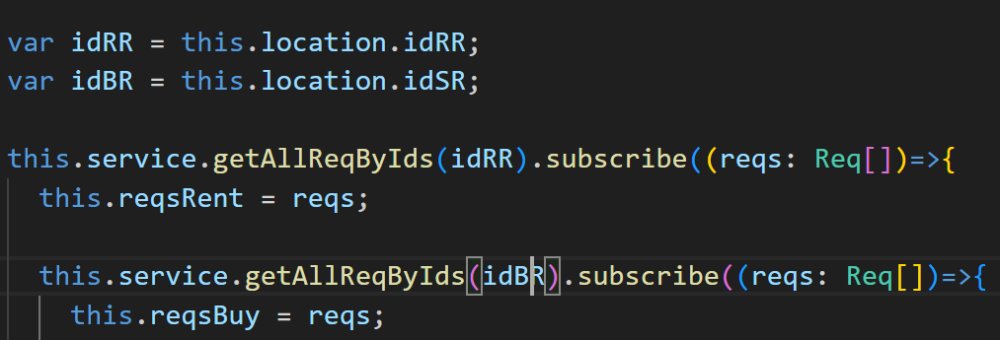 var idRR = this.location.idRR;
var idBR = this.location.idSR;
this.service.getAllReqByIds(idRR).subscribe((reqs: Req[])=>{
this.reqsRent = reqs;
this.service.getAllReqByIds(idBR).subscribe((reqs: Req[])=>{
this.reqsBuy = reqs;